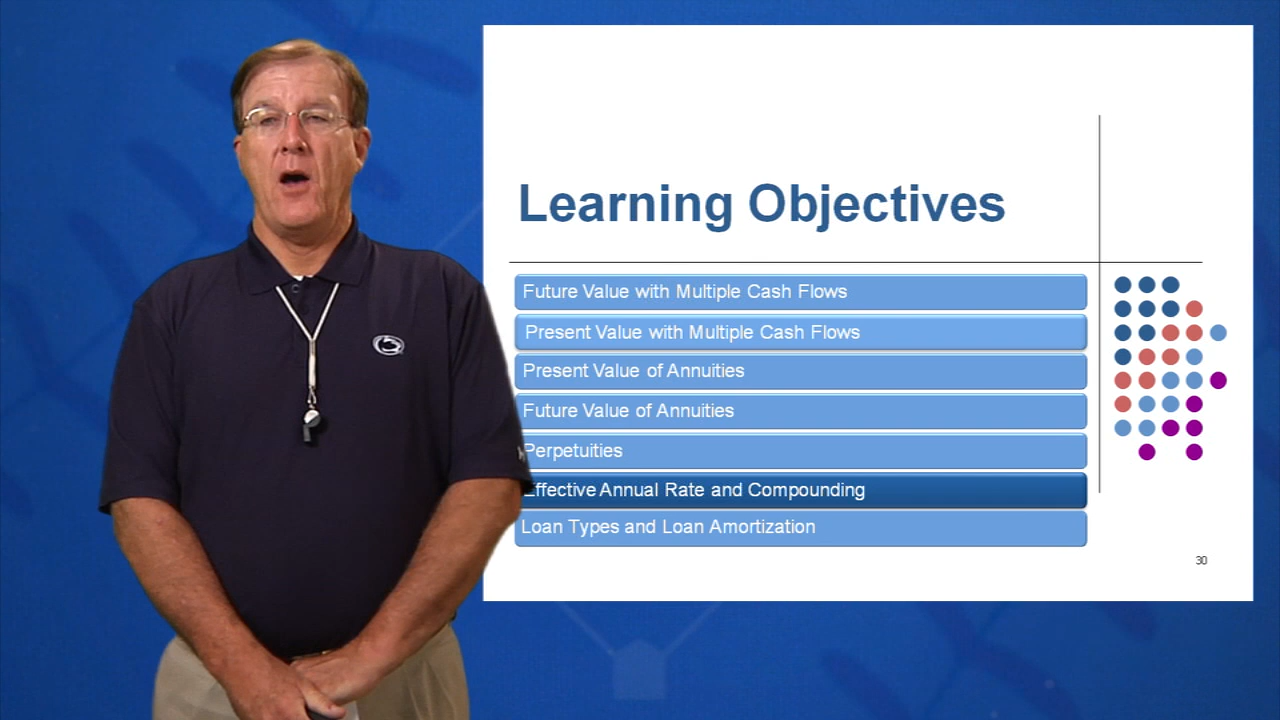 Learning Objectives
Future Value with Multiple Cash Flows
Present Value with Multiple Cash Flows
Present Value of Annuities
Future Value of Annuities
Perpetuities
Effective Annual Rate and Compounding
Loan Types and Loan Amortization
30